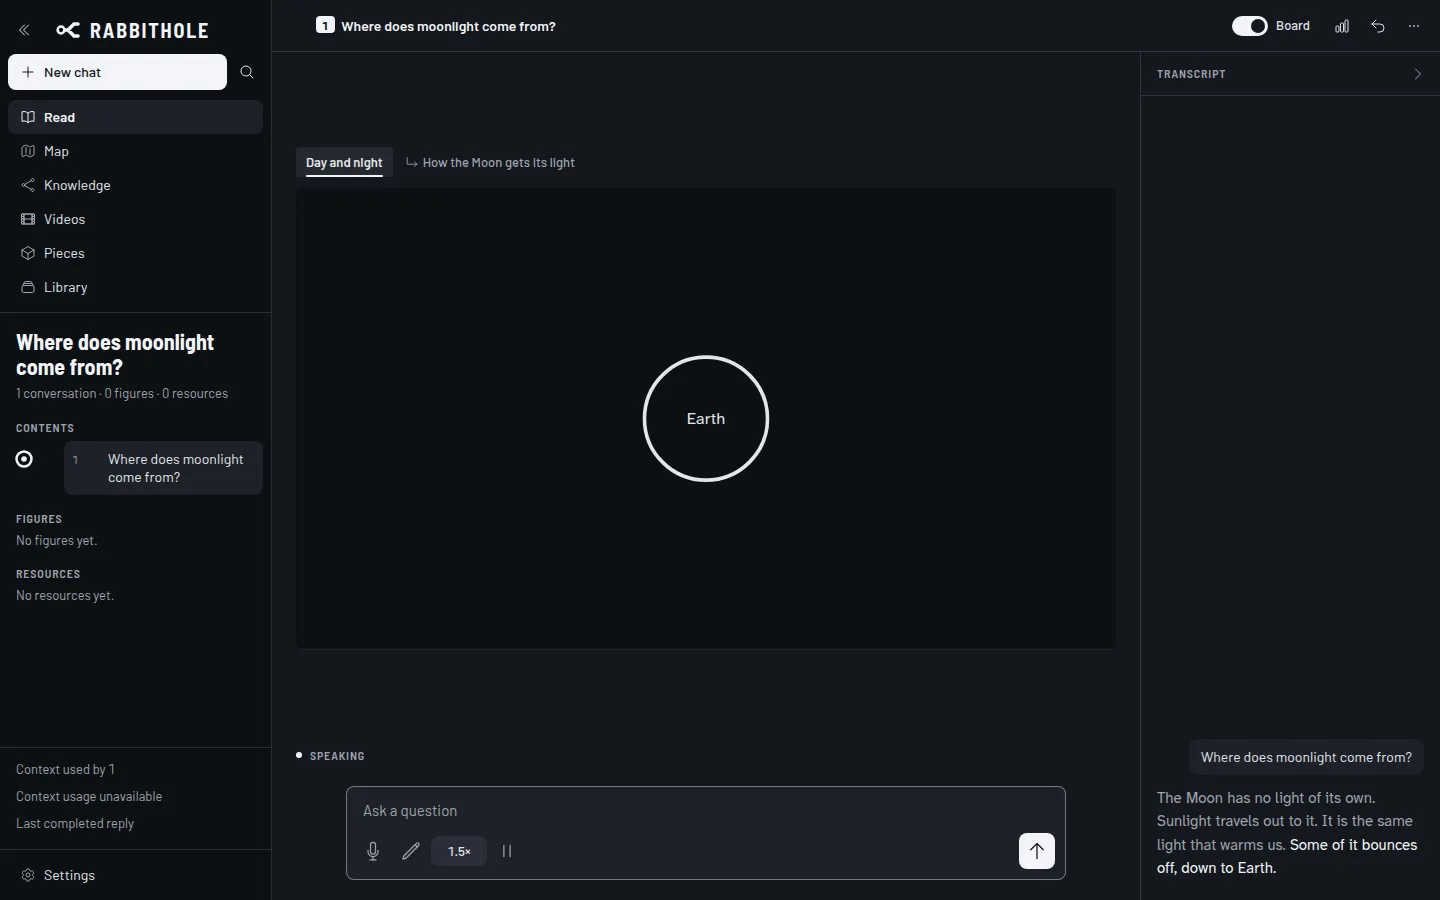 RABBITHOLE
New chat
Read
Map
Knowledge
Videos
Pieces
Library
Where does moonlight
come from?
1 conversation · 0 figures · 0 resources
CONTENTS
1 Where does moonlight
come from?
FIGURES
No figures yet.
RESOURCES
No resources yet.
Context used by 1
Context usage unavailable
Last completed reply
Settings
1 Where does moonlight come from?
Board
Day and night
How the Moon gets its light
Earth
SPEAKING
Ask a question
1.5×
TRANSCRIPT
Where does moonlight come from?
The Moon has no light of its own.
Sunlight travels out to it. It is the same
light that warms us. Some of it bounces
off, down to Earth.